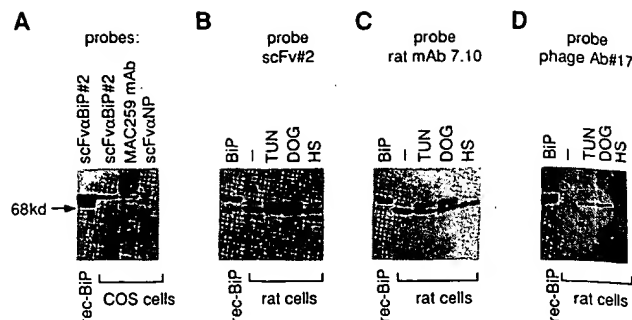 A
probes:
scFvαBiP#2
scFvαBiP#2
MAC259 mAb
scFvαNP
68kd
rec-BiP
COS cells
B
probe
scFv#2
BiP
–
TUN
DOG
HS
rec-BiP
rat cells
C
probe
rat mAb 7.10
BiP
–
TUN
DOG
HS
rec-BiP
rat cells
D
probe
phage Ab#17
BiP
–
TUN
DOG
HS
rec-BiP
rat cells